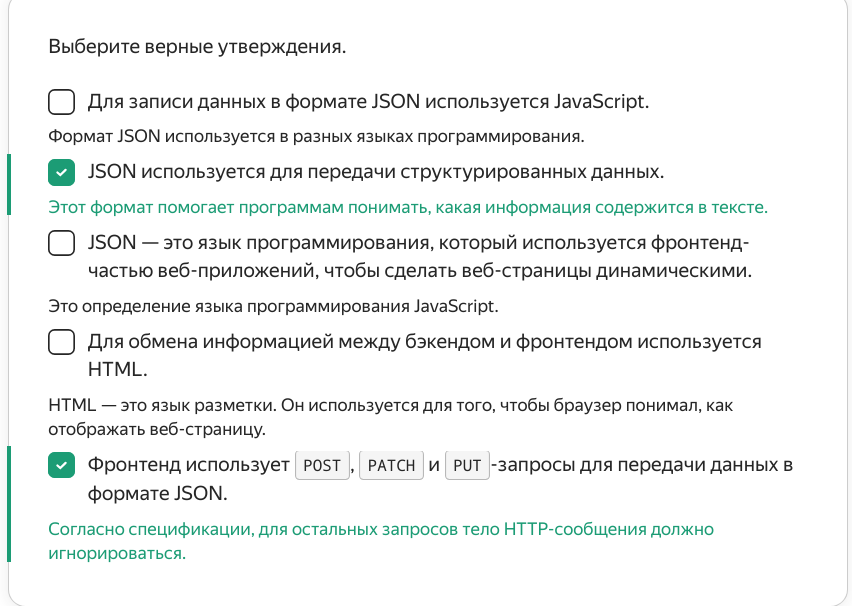 Выберите верные утверждения.
Для записи данных в формате JSON используется JavaScript.
Формат JSON используется в разных языках программирования.
JSON используется для передачи структурированных данных.
Этот формат помогает программам понимать, какая информация содержится в тексте.
JSON — это язык программирования, который используется фронтенд-
частью веб-приложений, чтобы сделать веб-страницы динамическими.
Это определение языка программирования JavaScript.
Для обмена информацией между бэкендом и фронтендом используется
HTML.
HTML — это язык разметки. Он используется для того, чтобы браузер понимал, как
отображать веб-страницу.
Фронтенд использует POST, PATCH и PUT-запросы для передачи данных в
формате JSON.
Согласно спецификации, для остальных запросов тело HTTP-сообщения должно
игнорироваться.